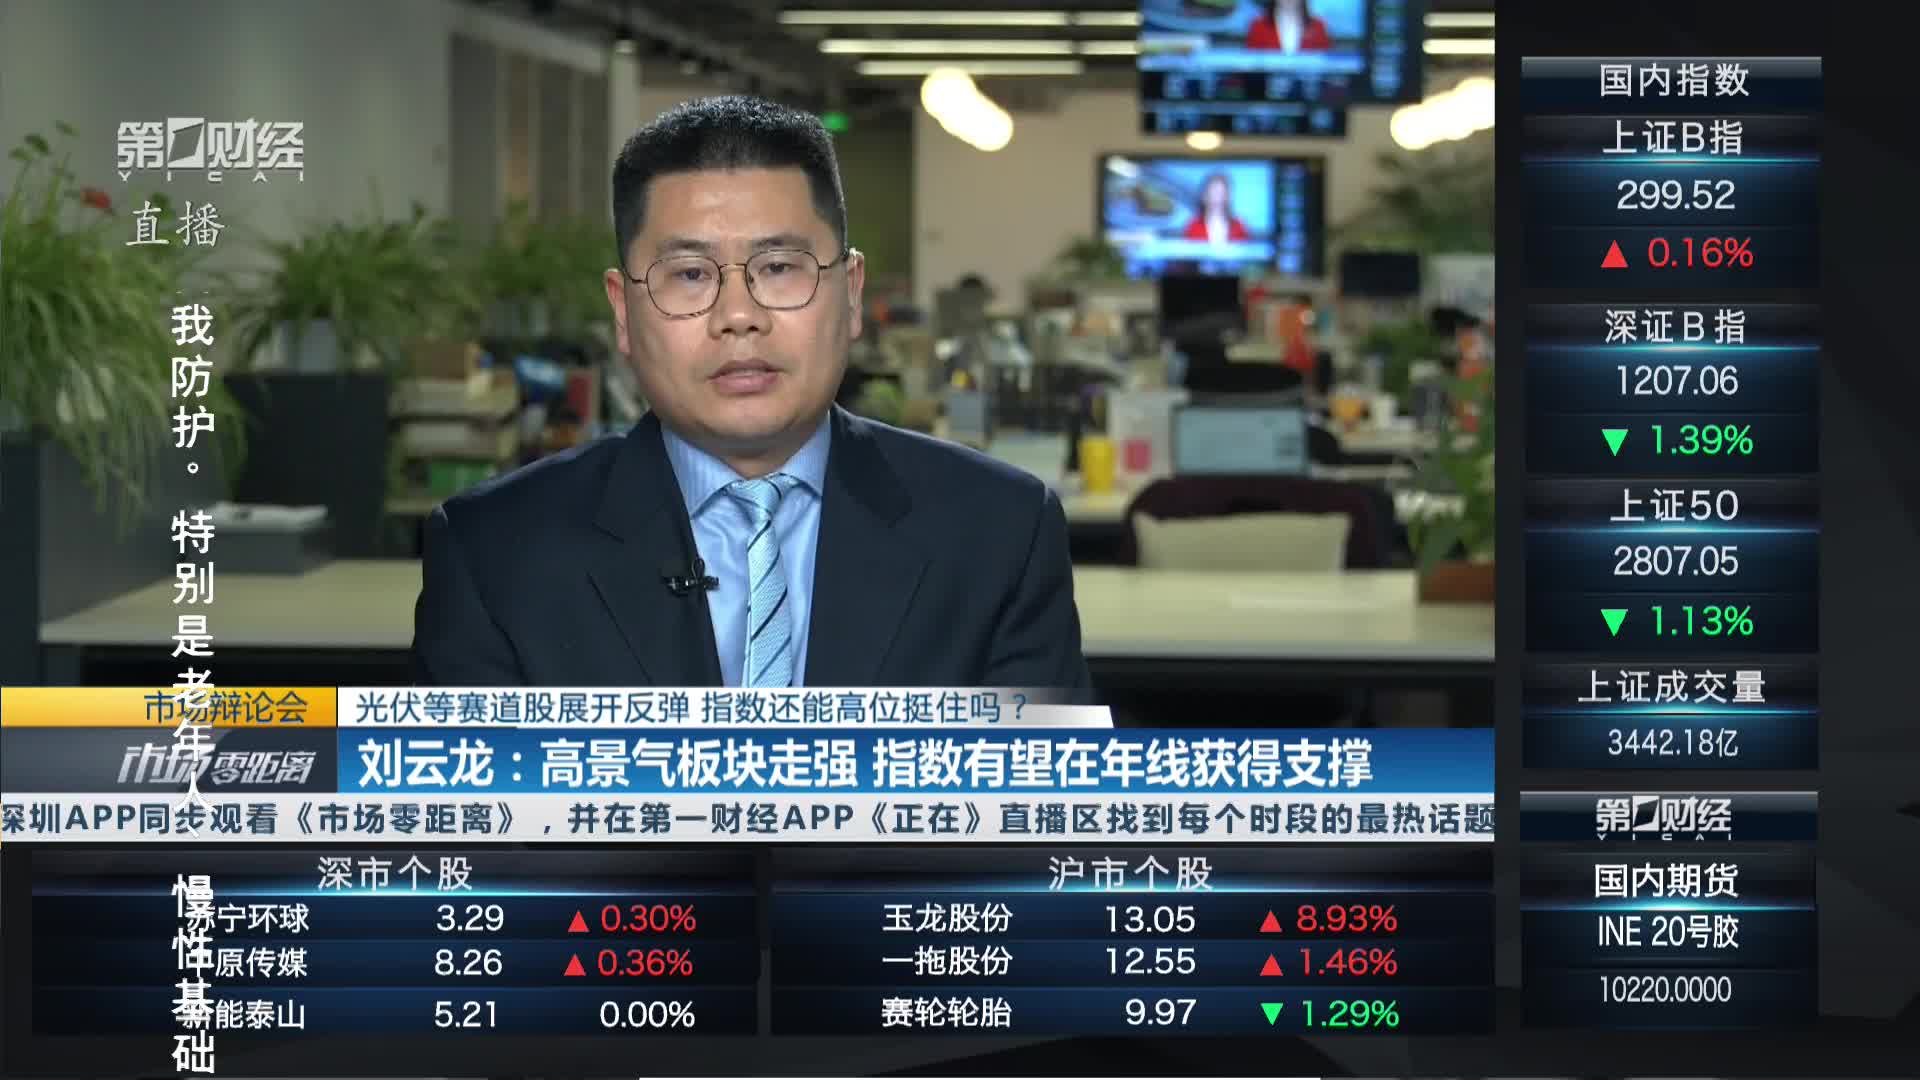 第一财经
YICAI
直播
我防护。特别是老年人、慢性基础
市场辩论会
光伏等赛道股展开反弹 指数还能高位挺住吗？
市场零距离
刘云龙：高景气板块走强 指数有望在年线获得支撑
深圳APP同步观看《市场零距离》，并在第一财经APP《正在》直播区找到每个时段的最热话题
深市个股
苏宁环球 3.29 ▲ 0.30%
中原传媒 8.26 ▲ 0.36%
新能泰山 5.21 0.00%
沪市个股
玉龙股份 13.05 ▲ 8.93%
一拖股份 12.55 ▲ 1.46%
赛轮轮胎 9.97 ▼ 1.29%
国内指数
上证B指
299.52
▲ 0.16%
深证B指
1207.06
▼ 1.39%
上证50
2807.05
▼ 1.13%
上证成交量
3442.18亿
第一财经
YICAI
国内期货
INE 20号胶
10220.0000